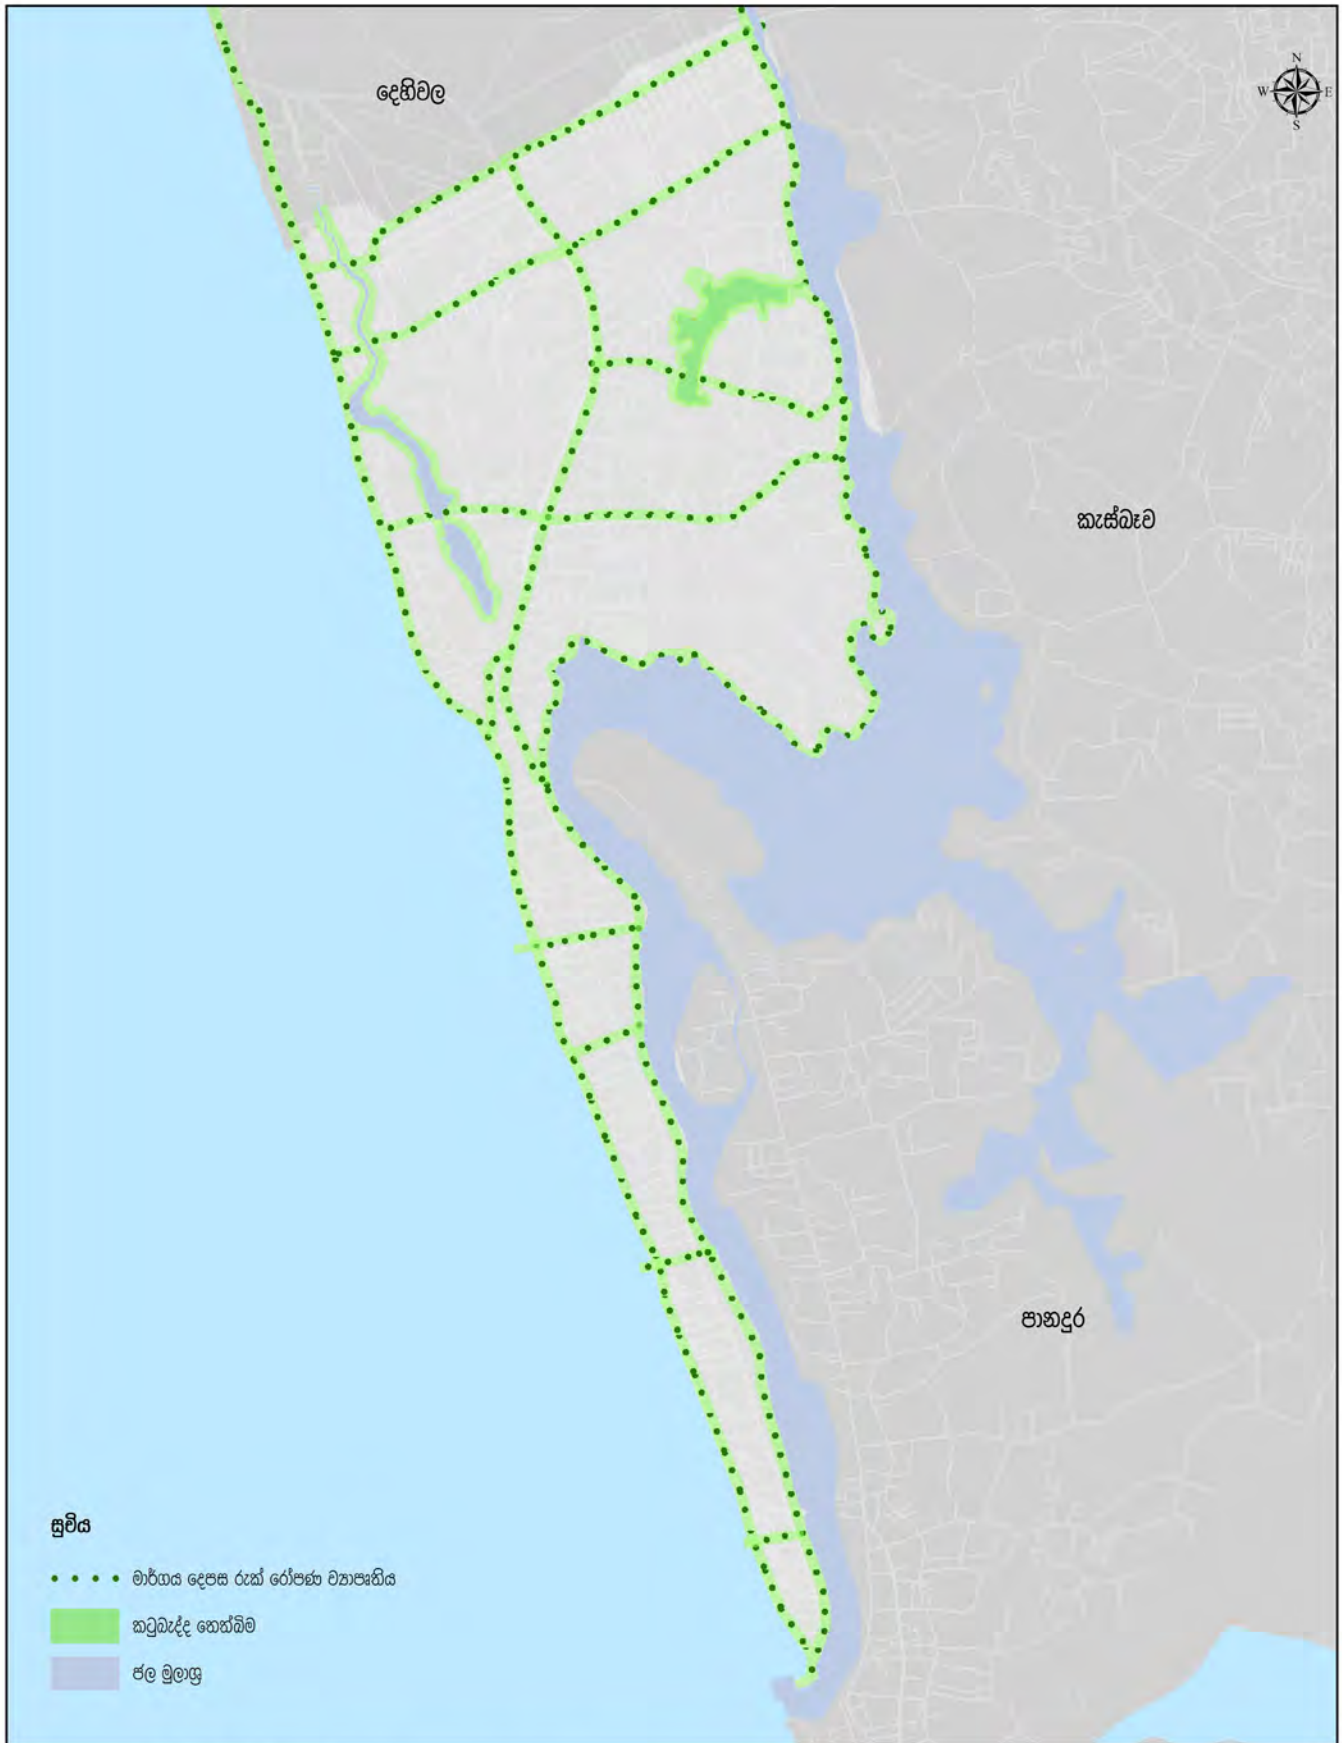 දෙහිවල
N
W E
S
කැස්බෑව
පානදුර
සුචිය
මාර්ගය දෙපස රුක් රෝපණ ව්‍යාපෘතිය
කටුබැද්ද තෙත්බිම
ජල මූලාශ්‍ර